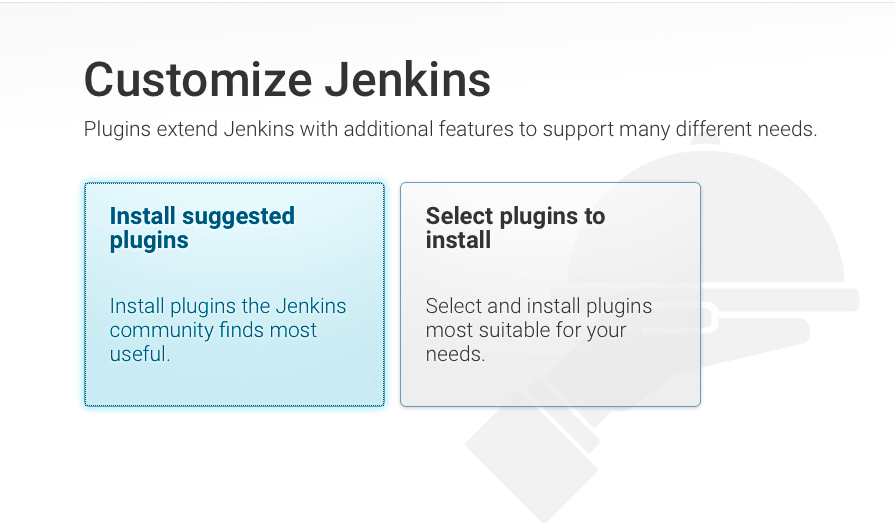 Customize Jenkins
Plugins extend Jenkins with additional features to support many different needs.
Install suggested
plugins
Install plugins the Jenkins
community finds most
useful.
Select plugins to
install
Select and install plugins
most suitable for your
needs.